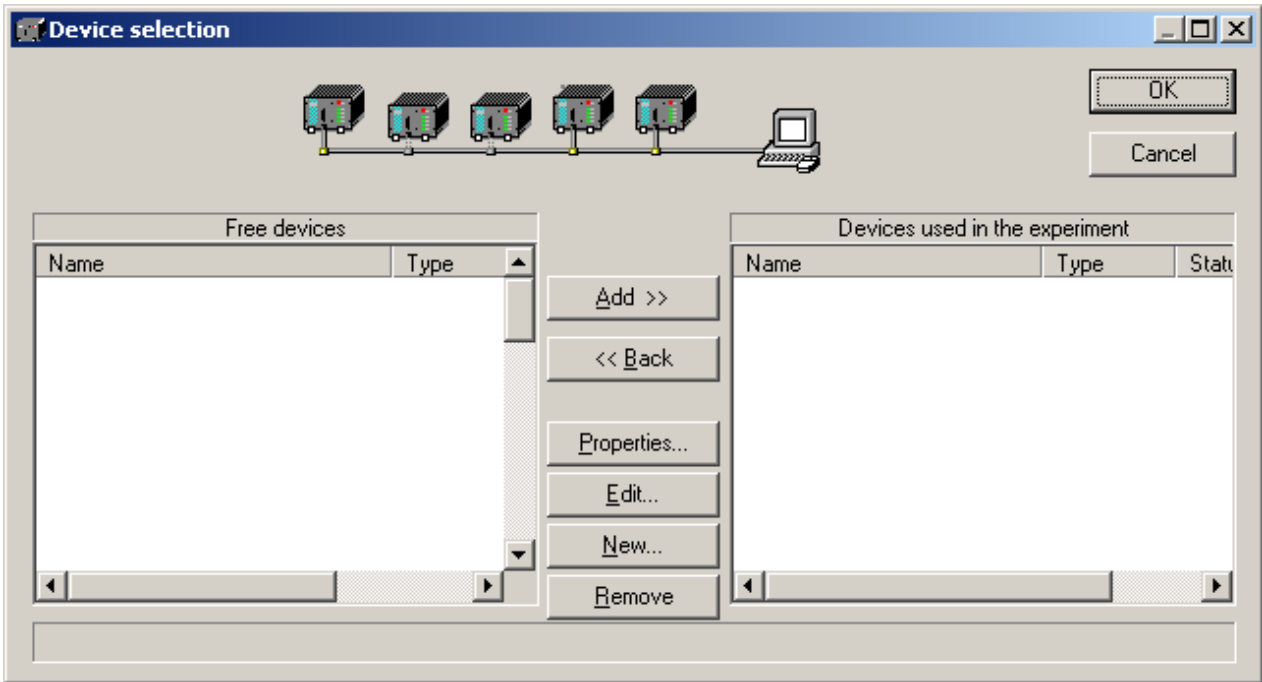 Device selection
OK
Cancel
Free devices
Name Type
Add >>
<< Back
Properties...
Edit...
New...
Remove
Devices used in the experiment
Name Type Statu